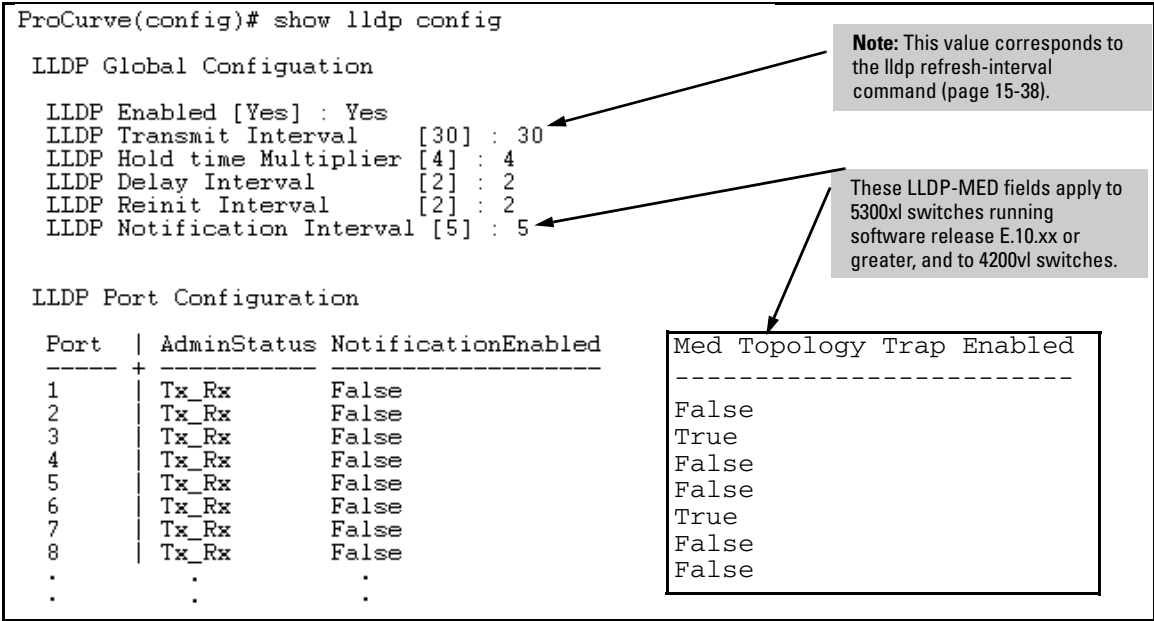 ProCurve(config)# show lldp config
LLDP Global Configuation
LLDP Enabled [Yes] : Yes
LLDP Transmit Interval [30] : 30
LLDP Hold time Multiplier [4] : 4
LLDP Delay Interval [2] : 2
LLDP Reinit Interval [2] : 2
LLDP Notification Interval [5] : 5
Note: This value corresponds to
the lldp refresh-interval
command (page 15-38).
These LLDP-MED fields apply to
5300xl switches running
software release E.10.xx or
greater, and to 4200vl switches.
LLDP Port Configuration
Port | AdminStatus NotificationEnabled
----- + ----------- -------------------
1 | Tx_Rx False
2 | Tx_Rx False
3 | Tx_Rx False
4 | Tx_Rx False
5 | Tx_Rx False
6 | Tx_Rx False
7 | Tx_Rx False
8 | Tx_Rx False
. . .
. . .
Med Topology Trap Enabled
-------------------------
False
True
False
False
True
False
False